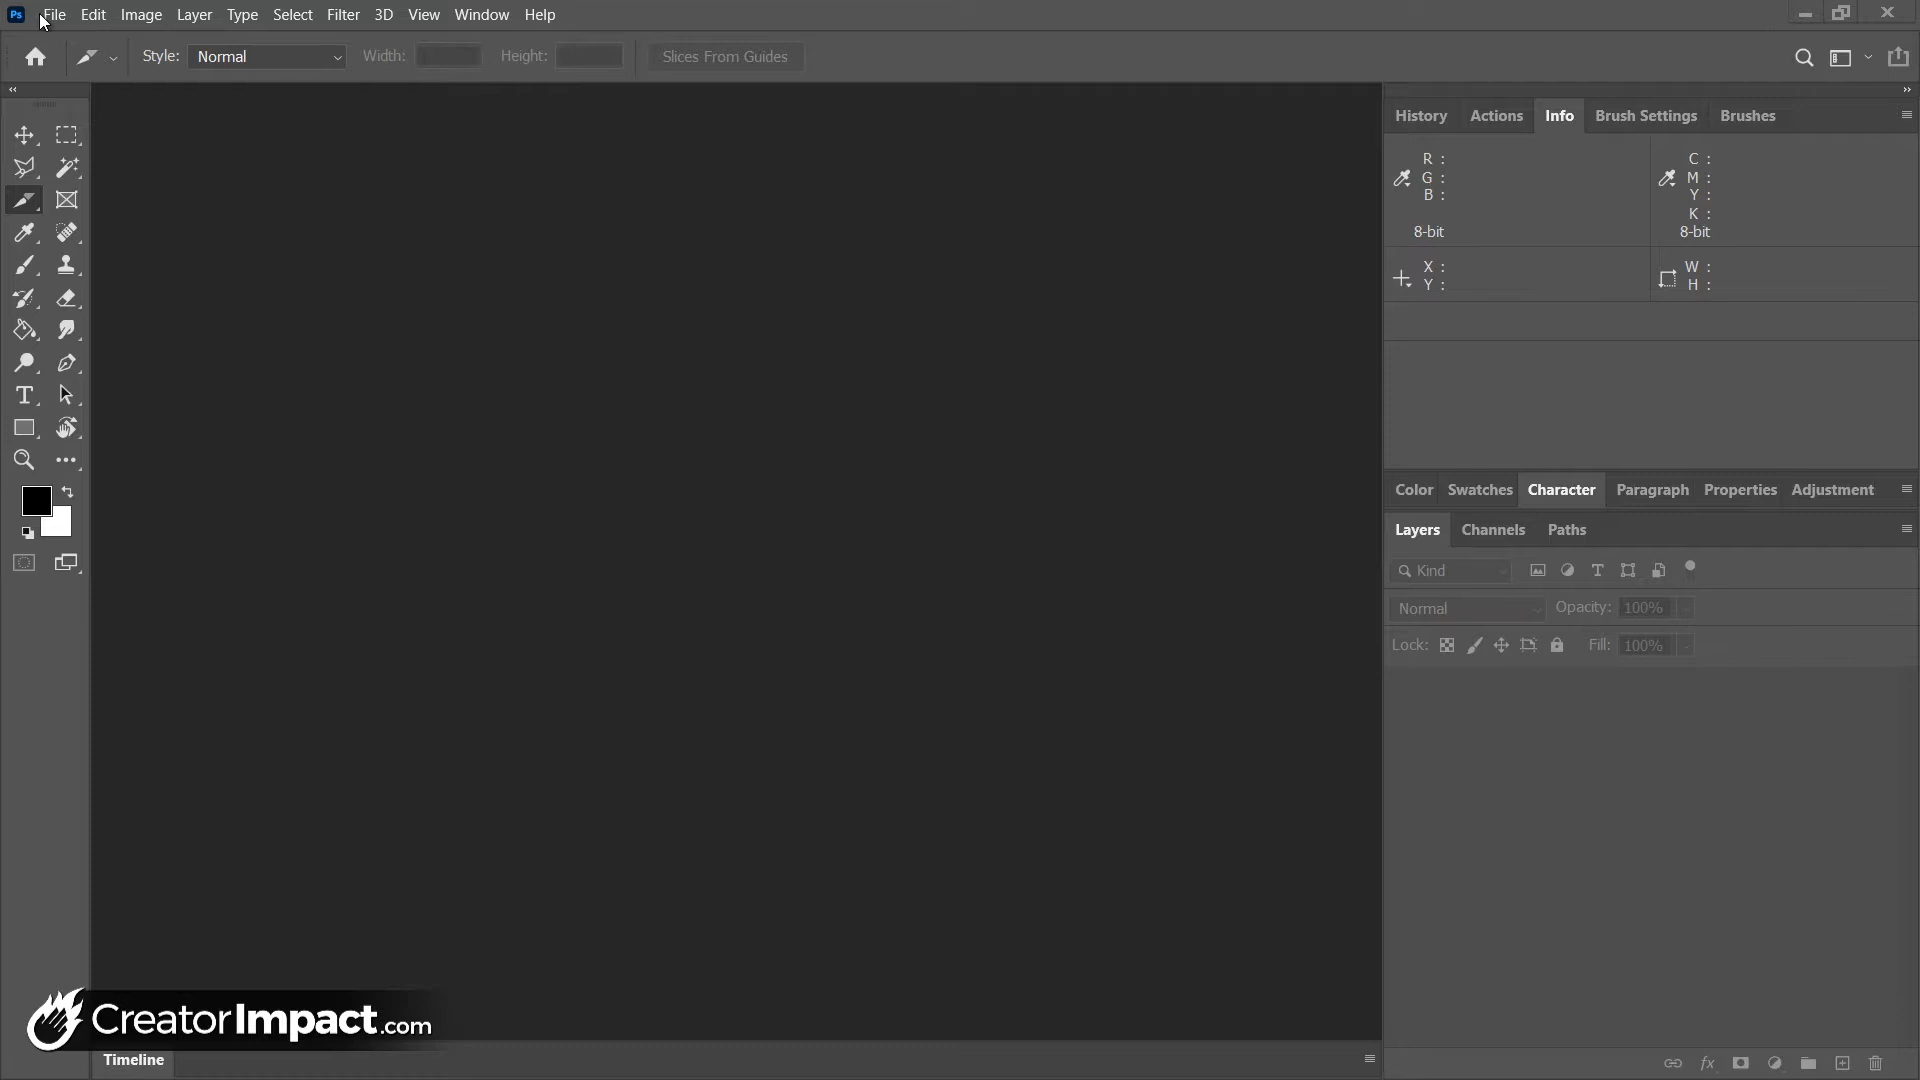 Ps File Edit Image Layer Type Select Filter 3D View Window Help
Style: Normal Width: Height: Slices From Guides
History Actions Info Brush Settings Brushes
R : C :
G : M :
B : Y :
K :
8-bit 8-bit
X : W :
Y : H :
Color Swatches Character Paragraph Properties Adjustment
Layers Channels Paths
Kind T
Normal Opacity: 100%
Lock: Fill: 100%
CreatorImpact.com
Timeline
fx